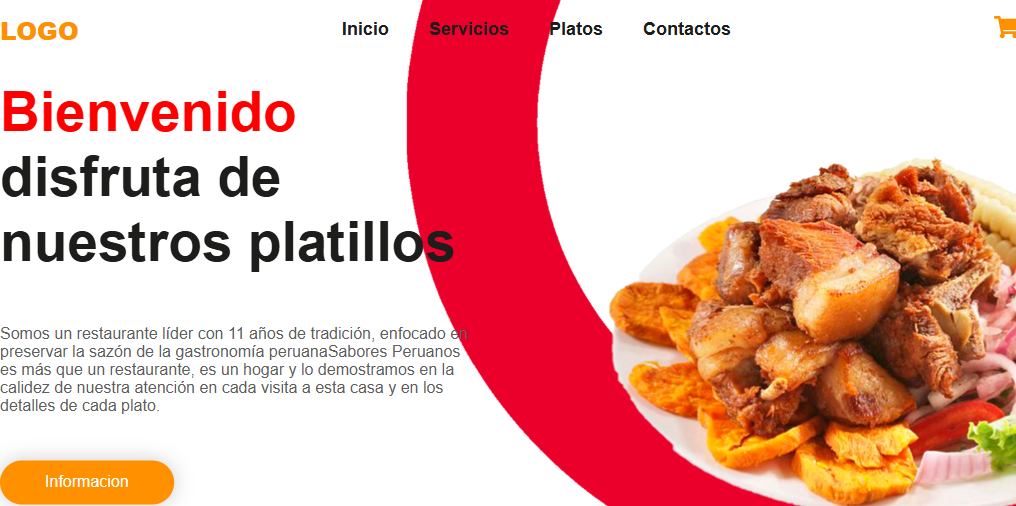 LOGO
Inicio Servicios Platos Contactos
Bienvenido
disfruta de
nuestros platillos
Somos un restaurante líder con 11 años de tradición, enfocado en
preservar la sazón de la gastronomía peruanaSabores Peruanos
es más que un restaurante, es un hogar y lo demostramos en la
calidez de nuestra atención en cada visita a esta casa y en los
detalles de cada plato.
Informacion